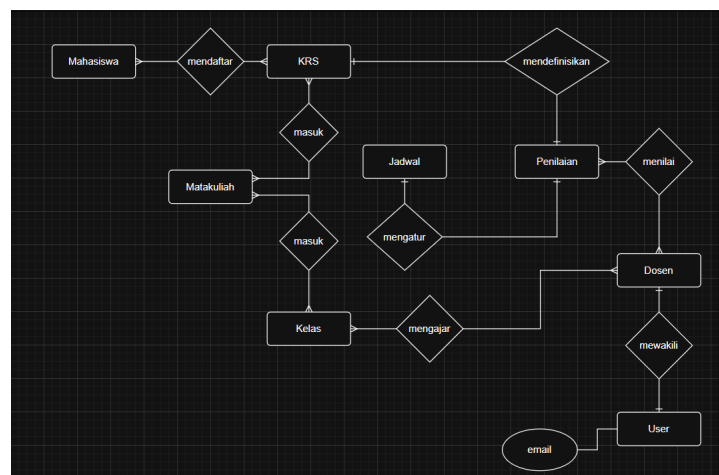 Mahasiswa
mendaftar
KRS
mendefinisikan
masuk
Jadwal
Penilaian
menilai
Matakuliah
mengatur
masuk
Dosen
Kelas
mengajar
mewakili
User
email